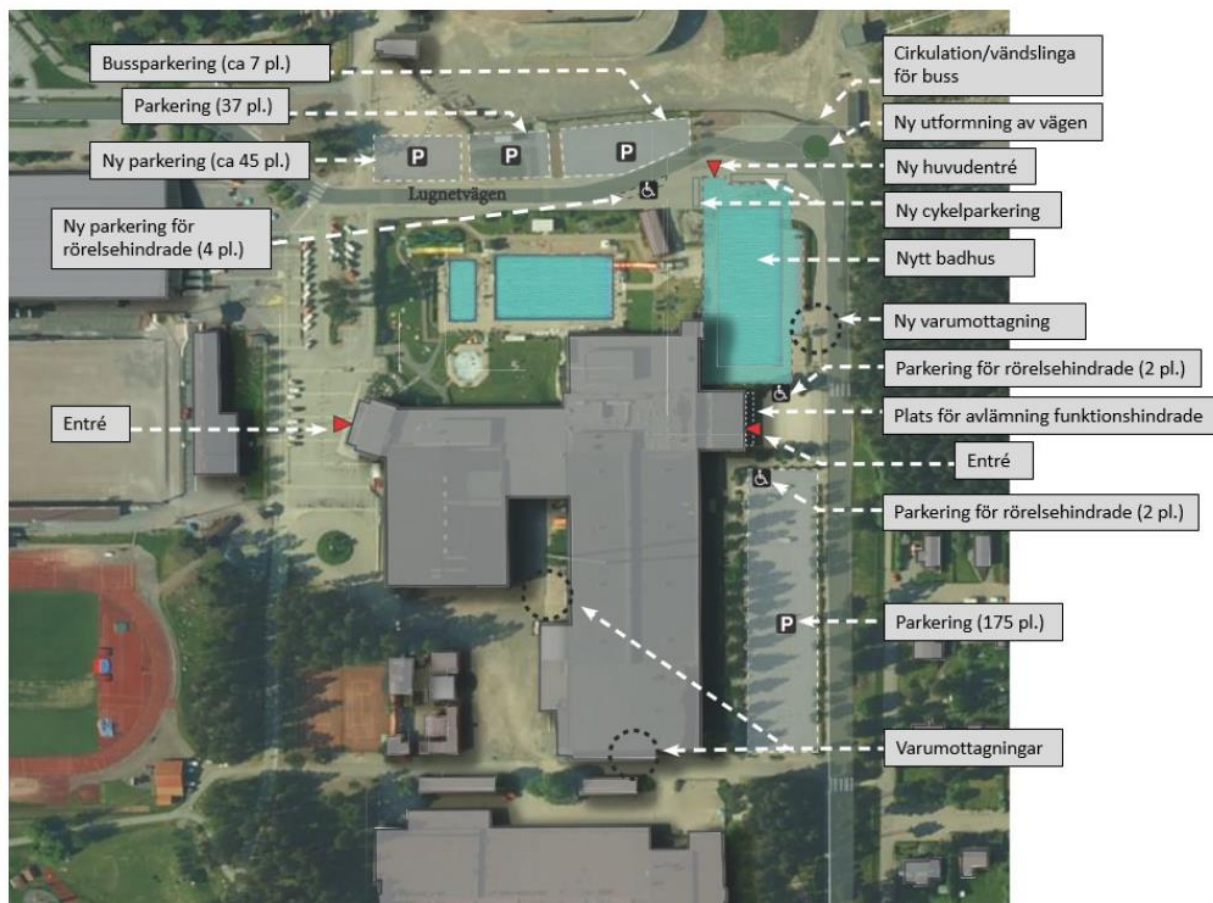 Bussparkering (ca 7 pl.)
Parkering (37 pl.)
Ny parkering (ca 45 pl.)
Ny parkering för
rörelsehindrade (4 pl.)
Entré
P
P
P
Lugnetvägen
P
Cirkulation/vändslinga
för buss
Ny utformning av vägen
Ny huvudentré
Ny cykelparkering
Nytt badhus
Ny varumottagning
Parkering för rörelsehindrade (2 pl.)
Plats för avlämning funktionshindrade
Entré
Parkering för rörelsehindrade (2 pl.)
Parkering (175 pl.)
Varumottagningar